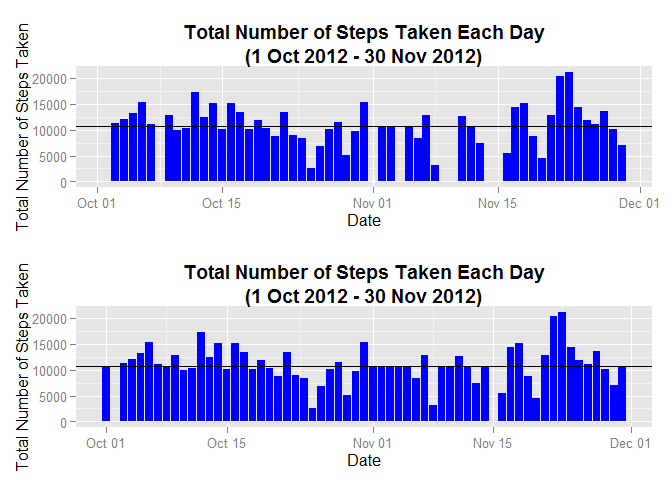 Total Number of Steps Taken Each Day
(1 Oct 2012 - 30 Nov 2012)
Total Number of Steps Taken
20000
15000
10000
5000
0
Oct 01 Oct 15 Nov 01 Nov 15 Dec 01
Date
Total Number of Steps Taken Each Day
(1 Oct 2012 - 30 Nov 2012)
Total Number of Steps Taken
20000
15000
10000
5000
0
Oct 01 Oct 15 Nov 01 Nov 15 Dec 01
Date